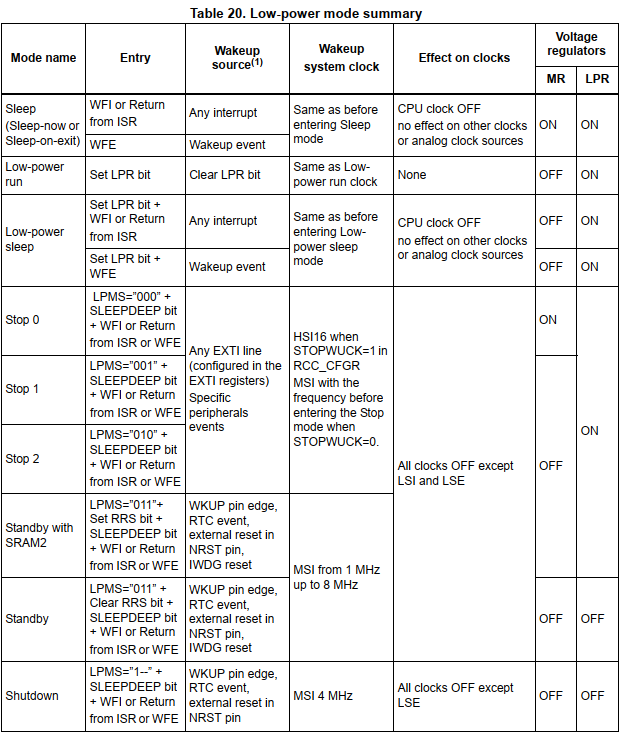 Table 20. Low-power mode summary
Mode name
Entry
Wakeup
source(1)
Wakeup
system clock
Effect on clocks
Voltage
regulators
MR
LPR
Sleep
(Sleep-now or
Sleep-on-exit)
WFI or Return
from ISR
Any interrupt
Same as before
entering Sleep
mode
CPU clock OFF
no effect on other clocks
or analog clock sources
ON
ON
WFE
Wakeup event
Low-power
run
Set LPR bit
Clear LPR bit
Same as Low-
power run clock
None
OFF
ON
Low-power
sleep
Set LPR bit +
WFI or Return
from ISR
Any interrupt
Same as before
entering Low-
power sleep
mode
CPU clock OFF
no effect on other clocks
or analog clock sources
OFF
ON
Set LPR bit +
WFE
Wakeup event
OFF
ON
Stop 0
LPMS=”000” +
SLEEPDEEP bit
+ WFI or Return
from ISR or WFE
Any EXTI line
(configured in the
EXTI registers)
Specific
peripherals
events
HSI16 when
STOPWUCK=1 in
RCC_CFGR
MSI with the
frequency before
entering the Stop
mode when
STOPWUCK=0.
All clocks OFF except
LSI and LSE
ON
ON
Stop 1
LPMS=”001” +
SLEEPDEEP bit
+ WFI or Return
from ISR or WFE
OFF
Stop 2
LPMS=”010” +
SLEEPDEEP bit
+ WFI or Return
from ISR or WFE
Standby with
SRAM2
LPMS=”011”+
Set RRS bit +
SLEEPDEEP bit
+ WFI or Return
from ISR or WFE
WKUP pin edge,
RTC event,
external reset in
NRST pin,
IWDG reset
MSI from 1 MHz
up to 8 MHz
Standby
LPMS=”011” +
Clear RRS bit +
SLEEPDEEP bit
+ WFI or Return
from ISR or WFE
WKUP pin edge,
RTC event,
external reset in
NRST pin,
IWDG reset
OFF
OFF
Shutdown
LPMS=”1--” +
SLEEPDEEP bit
+ WFI or Return
from ISR or WFE
WKUP pin edge,
RTC event,
external reset in
NRST pin
MSI 4 MHz
All clocks OFF except
LSE
OFF
OFF